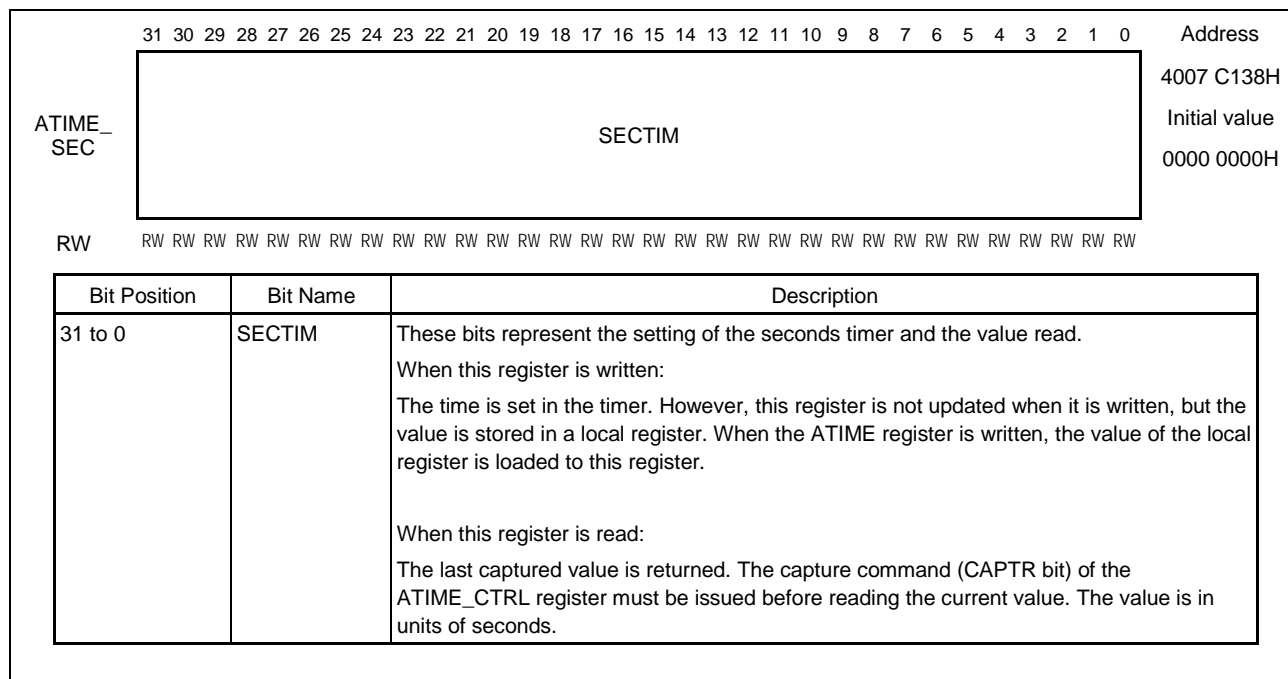 31 30 29 28 27 26 25 24 23 22 21 20 19 18 17 16 15 14 13 12 11 10 9 8 7 6 5 4 3 2 1 0 Address
4007 C138H
ATIME_
SEC
SECTIM
Initial value
0000 0000H
RW RW RW RW RW RW RW RW RW RW RW RW RW RW RW RW RW RW RW RW RW RW RW RW RW RW RW RW RW RW RW RW RW
Bit Position Bit Name Description
31 to 0 SECTIM These bits represent the setting of the seconds timer and the value read.
When this register is written:
The time is set in the timer. However, this register is not updated when it is written, but the
value is stored in a local register. When the ATIME register is written, the value of the local
register is loaded to this register.
When this register is read:
The last captured value is returned. The capture command (CAPTR bit) of the
ATIME_CTRL register must be issued before reading the current value. The value is in
units of seconds.